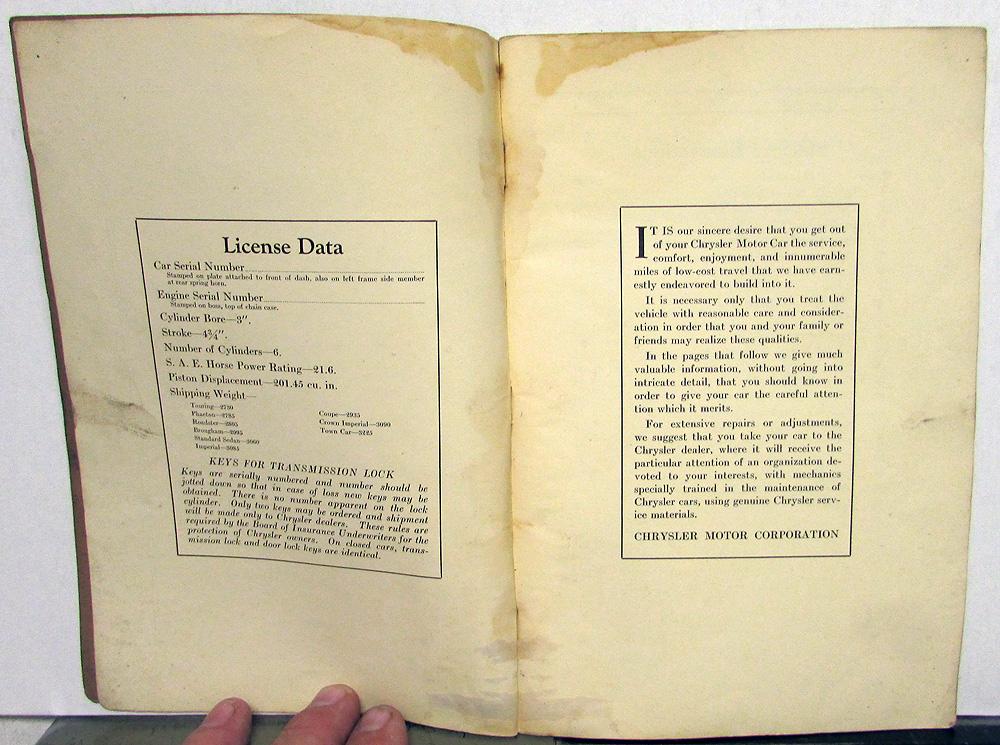 License Data
Car Serial Number
Stamped on plate attached to front of dash, also on left frame side member
at rear spring horn.
Engine Serial Number
Stamped on boss, top of chain case.
Cylinder Bore—3".
Stroke—4¾".
Number of Cylinders—6.
S. A. E. Horse Power Rating—21.6.
Piston Displacement—201.45 cu. in.
Shipping Weight—
Touring—2730
Phaeton—2785
Roadster—2805
Brougham—2995
Standard Sedan—3060
Imperial—3085
Coupe—2935
Crown Imperial—3090
Town Car—3225
KEYS FOR TRANSMISSION LOCK
Keys are serially numbered and number should be
jotted down so that in case of loss new keys may be
obtained. There is no number apparent on the lock
cylinder. Only two keys may be ordered and shipment
will be made only to Chrysler dealers. These rules are
required by the Board of Insurance Underwriters for the
protection of Chrysler owners. On closed cars, trans-
mission lock and door lock keys are identical.
IT IS our sincere desire that you get out
of your Chrysler Motor Car the service,
comfort, enjoyment, and innumerable
miles of low-cost travel that we have earn-
estly endeavored to build into it.
It is necessary only that you treat the
vehicle with reasonable care and consider-
ation in order that you and your family or
friends may realize these qualities.
In the pages that follow we give much
valuable information, without going into
intricate detail, that you should know in
order to give your car the careful atten-
tion which it merits.
For extensive repairs or adjustments,
we suggest that you take your car to the
Chrysler dealer, where it will receive the
particular attention of an organization de-
voted to your interests, with mechanics
specially trained in the maintenance of
Chrysler cars, using genuine Chrysler serv-
ice materials.
CHRYSLER MOTOR CORPORATION